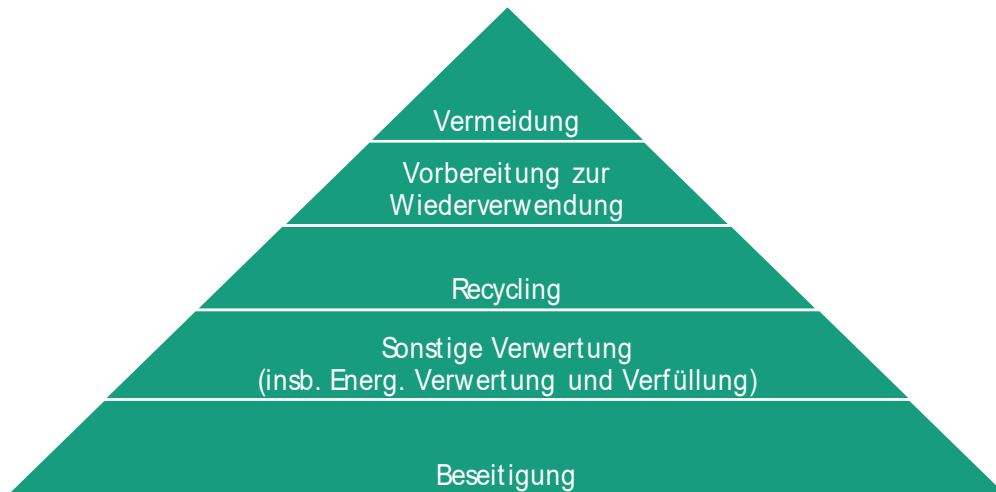 Vermeidung
Vorbereitung zur
Wiederverwendung
Recycling
Sonstige Verwertung
(insb. Energ. Verwertung und Verfüllung)
Beseitigung